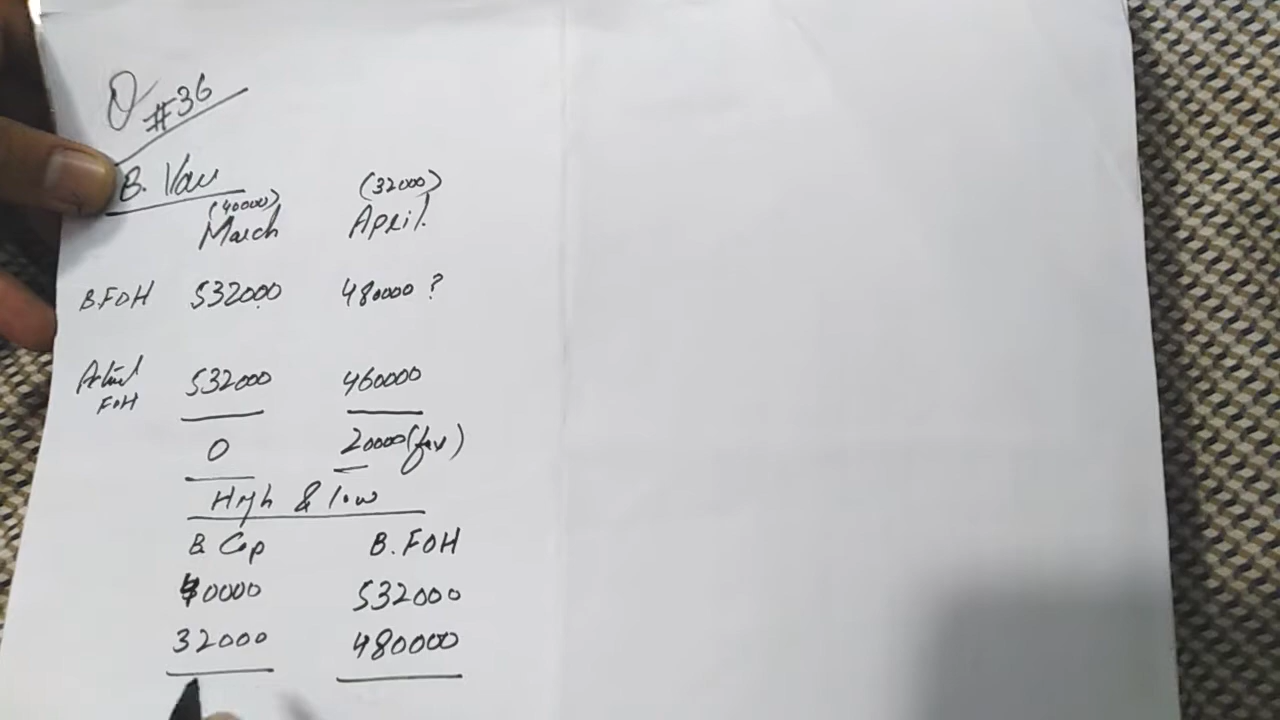 Q #36
B. Var
(40000) (32000)
March April.
B.FOH 532000 480000 ?
Actual FOH 532000 460000
0 20000 (fav)
High & low
B. Cap B. FOH
40000 532000
32000 480000